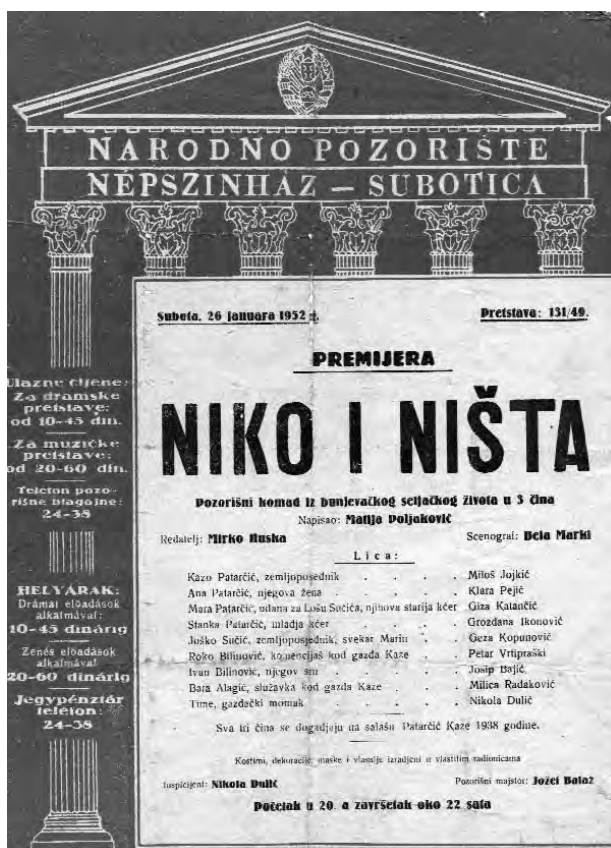 NARODNO POZORIŠTE
NÉPSZINHÁZ – SUBOTICA
Subota, 26 januara 1952 g.
Pretstava: 131/49.
PREMIJERA
NIKO I NIŠTA
Pozorišni komad iz bunjevačkog seljačkog života u 3 čina
Napisao: Matija Poljaković
Redatelj: Mirko Huska
Scenograf: Bela Marki
Lica:
Kazo Patarčić, zemljoposjednik . . . . Miloš Jojkić
Ana Patarčić, njegova žena . . . . Klara Pejić
Mara Patarčić, udana za Lošu Sučića, njihova starija kćer Giza Katančić
Stanka Patarčić, mladja kćer . . . . Grozdana Ikonović
Joško Sučić, zemljoposjednik, svekar Marin . . Geza Kopunović
Roko Bilinović, komencijaš kod gazda Kaze . . Petar Vrtipraški
Ivan Bilinović, njegov sin . . . . Josip Bajić
Bara Alagić, služavka kod gazda Kaze . . . Milica Radaković
Time, gazdački momak . . . . Nikola Dulić
Sva tri čina se dogadjaju na salašu Patarčić Kaze 1938 godine.
Kostimi, dekoracije, maske i vlasulje izradjeni u vlastitim radionicama
Inspicijent: Nikola Dulić
Pozorišni majstor: Jožef Balaž
Početak u 20. a završetak oko 22 sata
Ulazne cijene:
Za dramske
pretstave:
od 10-45 din.
Za muzičke
pretstave:
od 20-60 din.
Telefon pozo-
rišne blagajne:
24-38
HELYÁRAK:
Drámai előadások
alkalmával:
10-45 dinárig
Zenés előadások
alkalmával
20-60 dinárig
Jegypénztár
telefon:
24-38